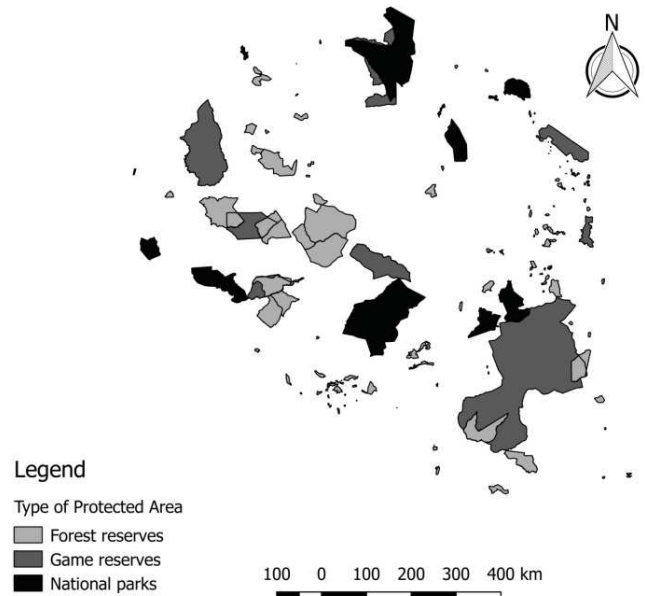 N
Legend
Type of Protected Area
Forest reserves
Game reserves
National parks
100 0 100 200 300 400 km